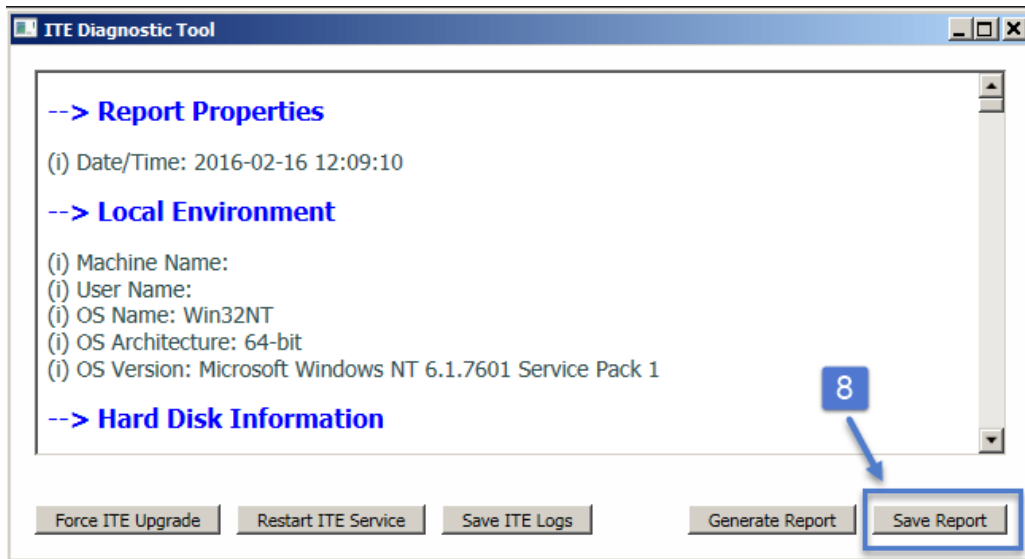 ITE Diagnostic Tool
--> Report Properties
(i) Date/Time: 2016-02-16 12:09:10
--> Local Environment
(i) Machine Name:
(i) User Name:
(i) OS Name: Win32NT
(i) OS Architecture: 64-bit
(i) OS Version: Microsoft Windows NT 6.1.7601 Service Pack 1
--> Hard Disk Information
8
Force ITE Upgrade
Restart ITE Service
Save ITE Logs
Generate Report
Save Report